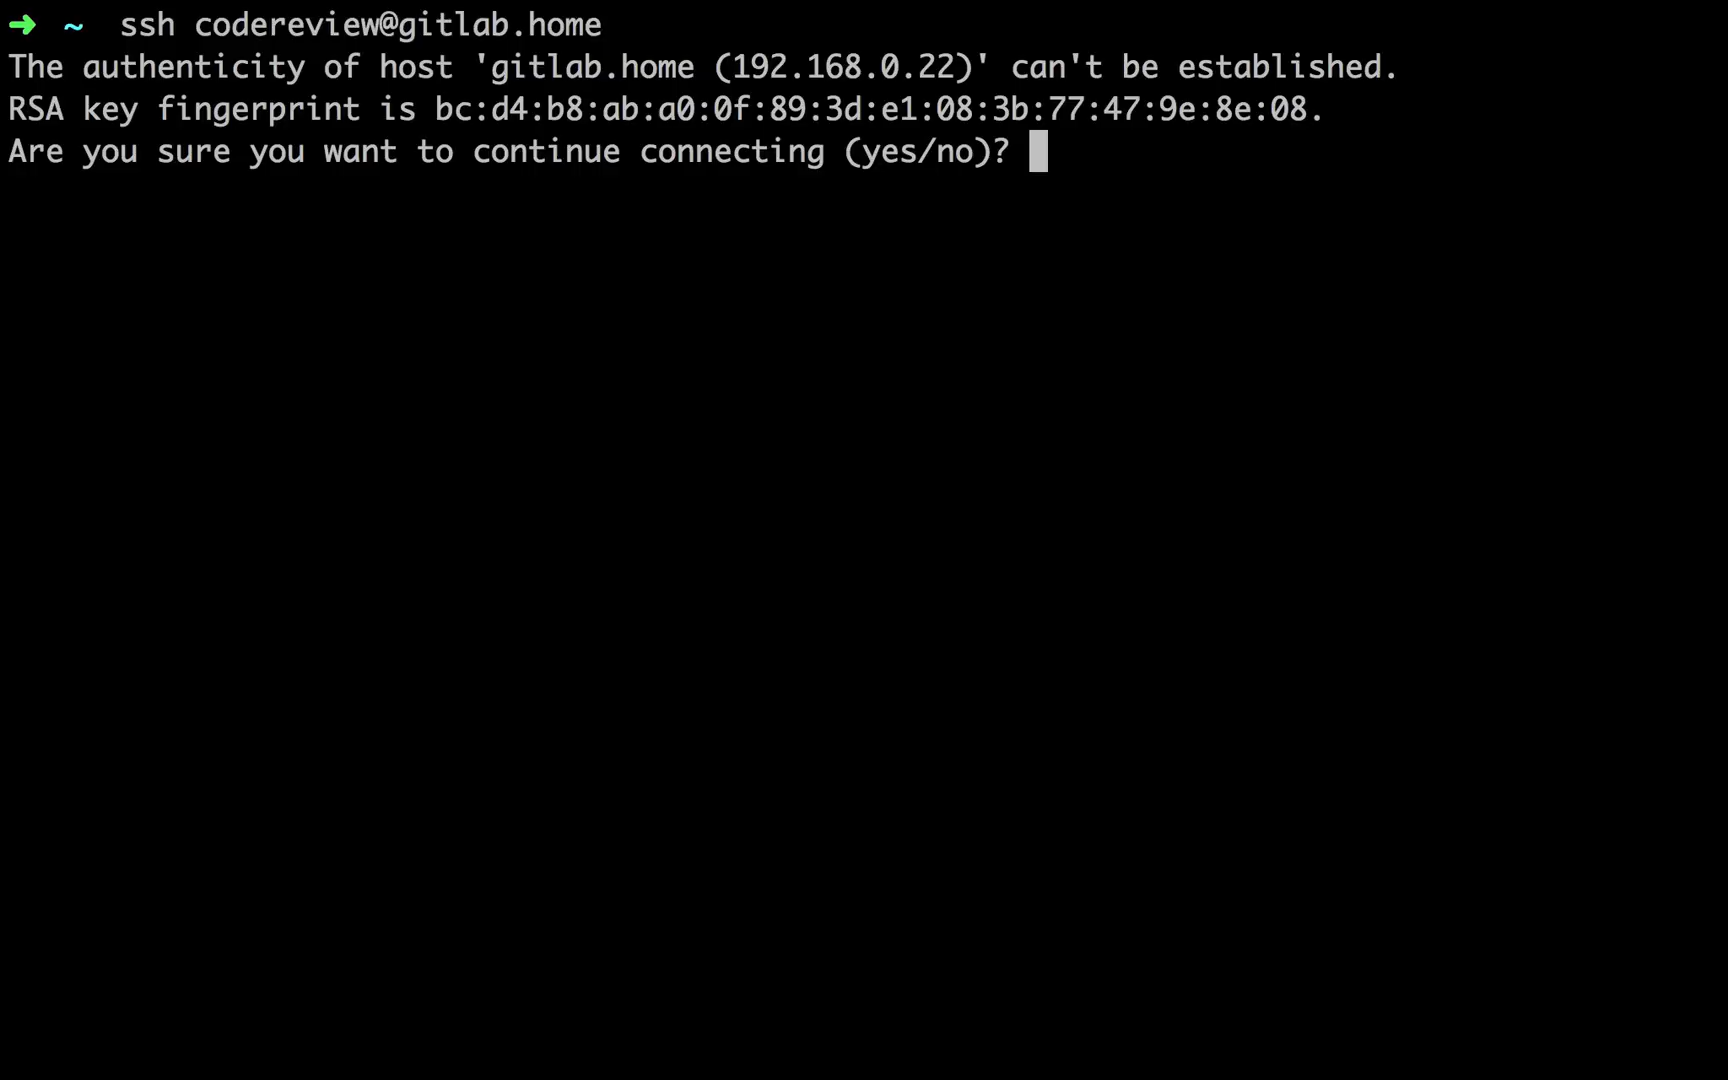 ➜ ~ ssh codereview@gitlab.home
The authenticity of host 'gitlab.home (192.168.0.22)' can't be established.
RSA key fingerprint is bc:d4:b8:ab:a0:0f:89:3d:e1:08:3b:77:47:9e:8e:08.
Are you sure you want to continue connecting (yes/no)?